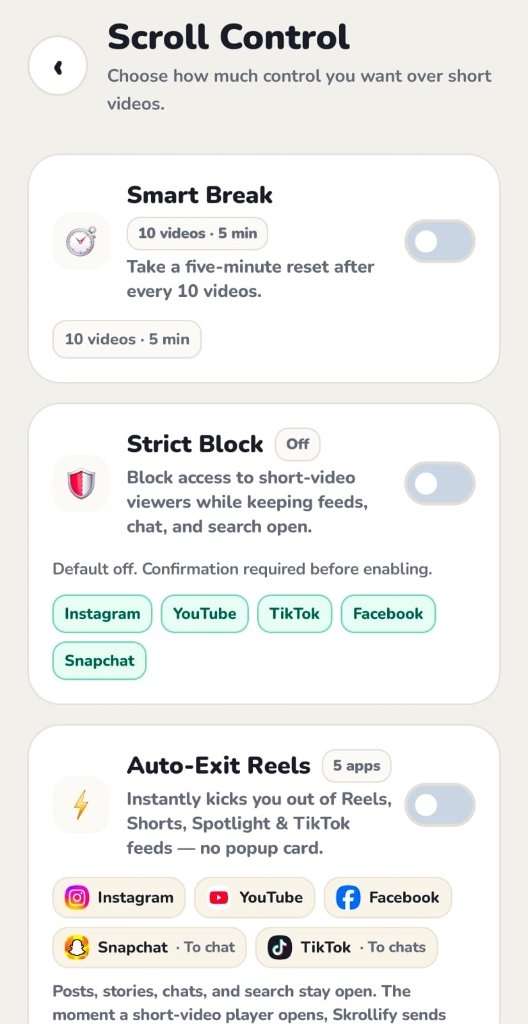 Scroll Control
Choose how much control you want over short
videos.
Smart Break
10 videos · 5 min
Take a five-minute reset after
every 10 videos.
10 videos · 5 min
Strict Block Off
Block access to short-video
viewers while keeping feeds,
chat, and search open.
Default off. Confirmation required before enabling.
Instagram YouTube TikTok Facebook
Snapchat
Auto-Exit Reels 5 apps
Instantly kicks you out of Reels,
Shorts, Spotlight & TikTok
feeds — no popup card.
Instagram YouTube Facebook
Snapchat · To chat TikTok · To chats
Posts, stories, chats, and search stay open. The
moment a short-video player opens, Skrollify sends